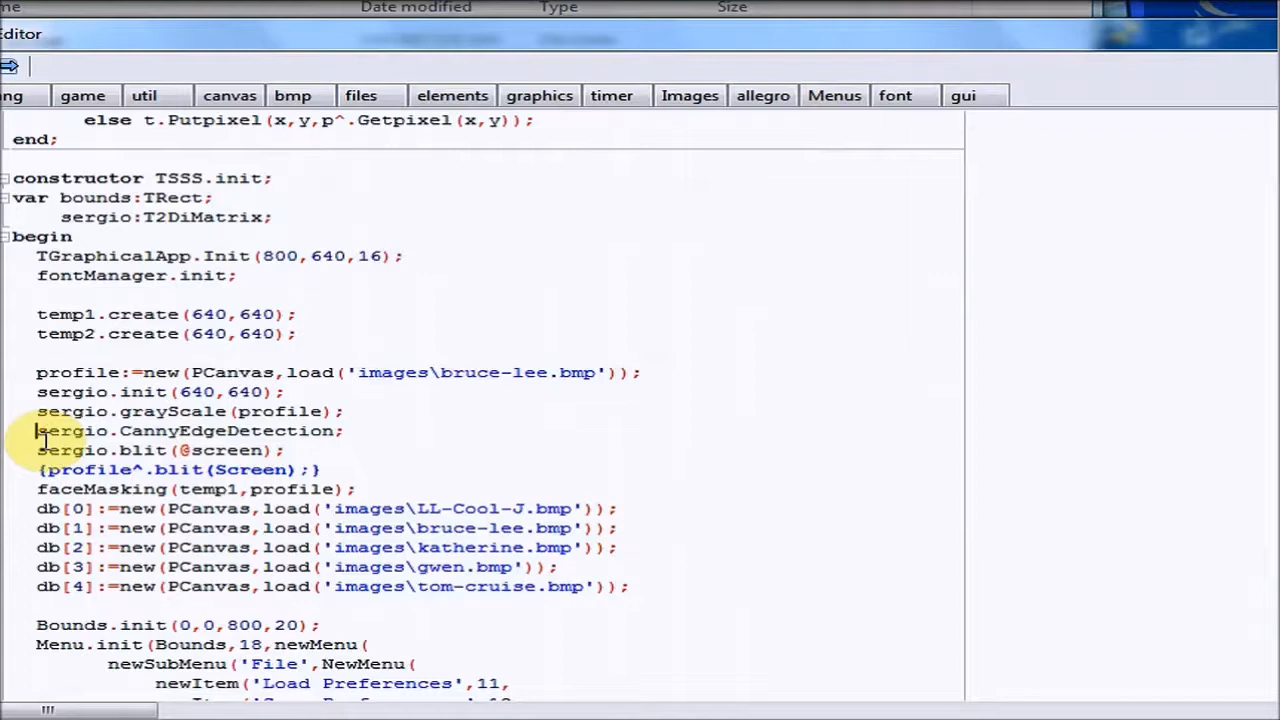 Date modified Type Size
Editor
game util canvas bmp files elements graphics timer Images allegro Menus font gui
else t.Putpixel(x,y,p^.Getpixel(x,y));
end;
constructor TSSS.init;
var bounds:TRect;
sergio:T2DiMatrix;
begin
TGraphicalApp.Init(800,640,16);
fontManager.init;
temp1.create(640,640);
temp2.create(640,640);
profile:=new(PCanvas,load('images\bruce-lee.bmp'));
sergio.init(640,640);
sergio.grayScale(profile);
sergio.CannyEdgeDetection;
sergio.blit(@screen);
{profile^.blit(Screen);}
faceMasking(temp1,profile);
db[0]:=new(PCanvas,load('images\LL-Cool-J.bmp'));
db[1]:=new(PCanvas,load('images\bruce-lee.bmp'));
db[2]:=new(PCanvas,load('images\katherine.bmp'));
db[3]:=new(PCanvas,load('images\gwen.bmp'));
db[4]:=new(PCanvas,load('images\tom-cruise.bmp'));
Bounds.init(0,0,800,20);
Menu.init(Bounds,18,newMenu(
newSubMenu('File',NewMenu(
newItem('Load Preferences',11,